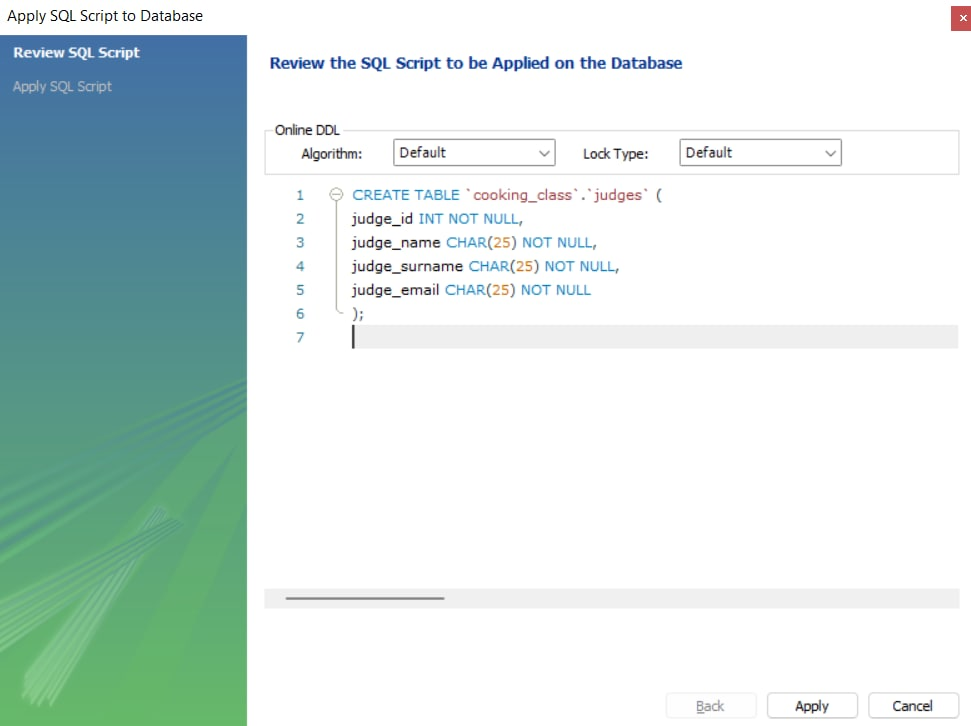 Apply SQL Script to Database
×
Review SQL Script
Apply SQL Script
Review the SQL Script to be Applied on the Database
Online DDL
Algorithm: Default Lock Type: Default
1 CREATE TABLE `cooking_class`.`judges` (
2 judge_id INT NOT NULL,
3 judge_name CHAR(25) NOT NULL,
4 judge_surname CHAR(25) NOT NULL,
5 judge_email CHAR(25) NOT NULL
6 );
7
Back Apply Cancel